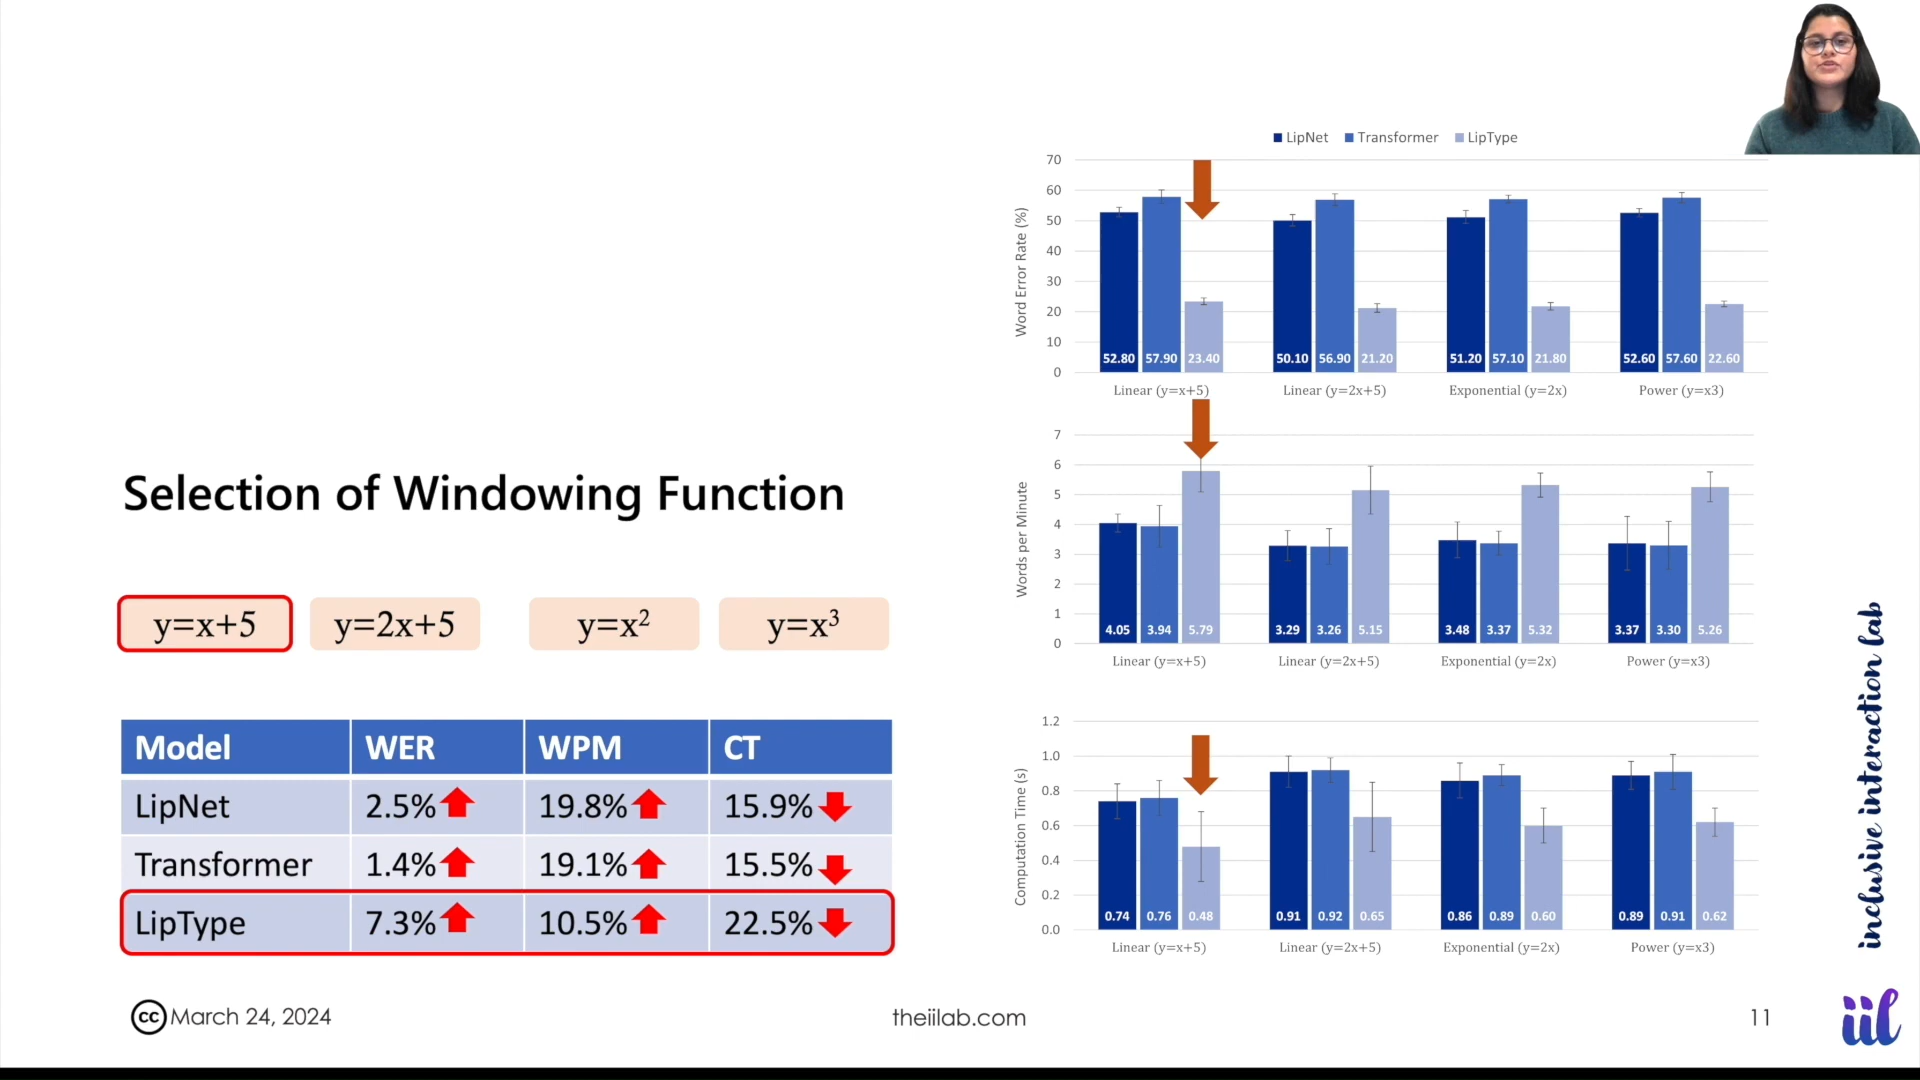 Selection of Windowing Function
y=x+5 y=2x+5 y=x² y=x³
Model WER WPM CT
LipNet 2.5% 19.8% 15.9%
Transformer 1.4% 19.1% 15.5%
LipType 7.3% 10.5% 22.5%
LipNet Transformer LipType
Word Error Rate (%)
70
60
50
40
30
20
10
0
52.80 57.90 23.40 50.10 56.90 21.20 51.20 57.10 21.80 52.60 57.60 22.60
Linear (y=x+5) Linear (y=2x+5) Exponential (y=2x) Power (y=x3)
Words per Minute
7
6
5
4
3
2
1
0
4.05 3.94 5.79 3.29 3.26 5.15 3.48 3.37 5.32 3.37 3.30 5.26
Linear (y=x+5) Linear (y=2x+5) Exponential (y=2x) Power (y=x3)
Computation Time (s)
1.2
1.0
0.8
0.6
0.4
0.2
0.0
0.74 0.76 0.48 0.91 0.92 0.65 0.86 0.89 0.60 0.89 0.91 0.62
Linear (y=x+5) Linear (y=2x+5) Exponential (y=2x) Power (y=x3)
inclusive interaction lab
cc March 24, 2024
theiilab.com
11
iil